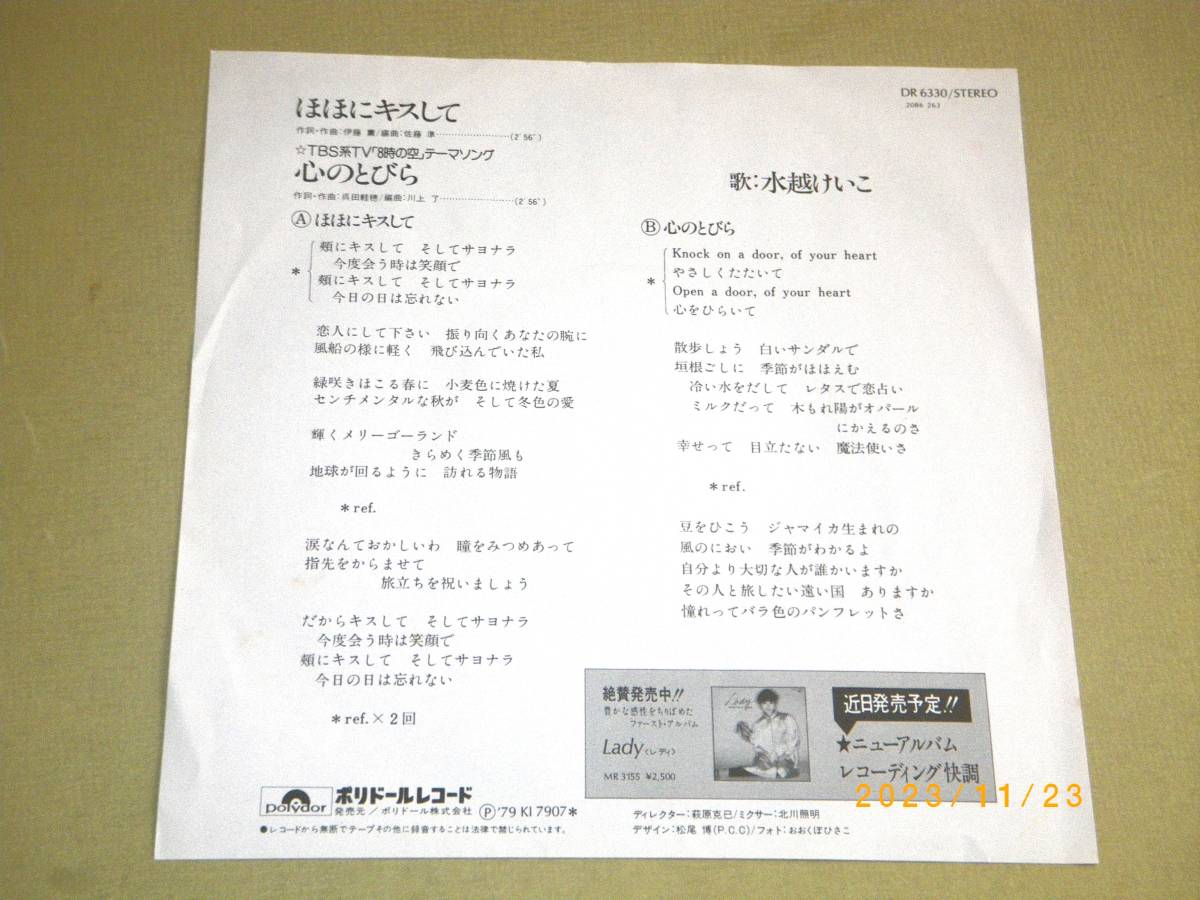 ほほにキスして
作詞・作曲:伊藤 薫/編曲:佐藤 準 (2'56")
☆TBS系TV「8時の空」テーマソング
心のとびら
作詞・作曲:呉田軽穂/編曲:川上 了 (2'56")
DR 6330/STEREO
2086 263
歌:水越けいこ
Ⓐほほにキスして
*
頬にキスして そしてサヨナラ
今度会う時は笑顔で
頬にキスして そしてサヨナラ
今日の日は忘れない
恋人にして下さい 振り向くあなたの腕に
風船の様に軽く 飛び込んでいた私
緑咲きほこる春に 小麦色に焼けた夏
センチメンタルな秋が そして冬色の愛
輝くメリーゴーランド
きらめく季節風も
地球が回るように 訪れる物語
*ref.
涙なんておかしいわ 瞳をみつめあって
指先をからませて
旅立ちを祝いましょう
だからキスして そしてサヨナラ
今度会う時は笑顔で
頬にキスして そしてサヨナラ
今日の日は忘れない
*ref.×2回
Ⓑ心のとびら
*
Knock on a door, of your heart
やさしくたたいて
Open a door, of your heart
心をひらいて
散歩しょう 白いサンダルで
垣根ごしに 季節がほほえむ
冷い水をだして レタスで恋占い
ミルクだって 木もれ陽がオパール
にかえるのさ
幸せって 目立たない 魔法使いさ
*ref.
豆をひこう ジャマイカ生まれの
風のにおい 季節がわかるよ
自分より大切な人が誰かいますか
その人と旅したい遠い国 ありますか
憧れってバラ色のパンフレットさ
絶賛発売中!!
豊かな感性をちりばめた
ファースト・アルバム
Lady〈レディ〉
MR 3155 ¥2,500
Lady
近日発売予定!!
★ニューアルバム
レコーディング快調
polydor
ポリドールレコード
発売元/ポリドール株式会社
Ⓟ'79 KI 7907*
●レコードから無断でテープその他に録音することは法律で禁じられています。
ディレクター:萩原克巳/ミクサー:北川照明
デザイン:松尾 博(P.C.C)/フォト:おおくぼひさこ
2023/11/23